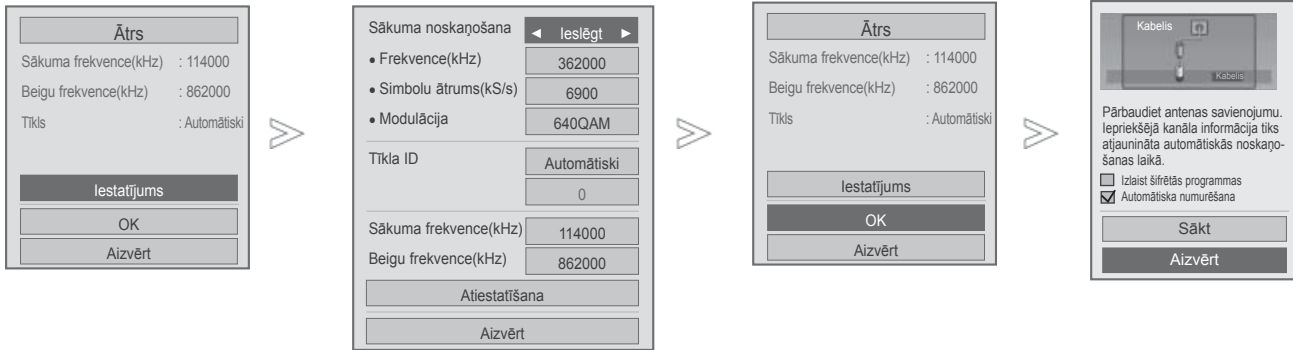 Ātrs
Sākuma frekvence(kHz) : 114000
Beigu frekvence(kHz) : 862000
Tīkls : Automātiski
Iestatījums
OK
Aizvērt
Sākuma noskaņošana ◄ Ieslēgt ►
• Frekvence(kHz) 362000
• Simbolu ātrums(kS/s) 6900
• Modulācija 640QAM
Tīkla ID Automātiski
0
Sākuma frekvence(kHz) 114000
Beigu frekvence(kHz) 862000
Atiestatīšana
Aizvērt
Ātrs
Sākuma frekvence(kHz) : 114000
Beigu frekvence(kHz) : 862000
Tīkls : Automātiski
Iestatījums
OK
Aizvērt
Kabelis
Kabelis
Pārbaudiet antenas savienojumu.
Iepriekšējā kanāla informācija tiks
atjaunināta automātiskās noskaņo-
šanas laikā.
Izlaist šifrētās programmas
Automātiska numurēšana
Sākt
Aizvērt